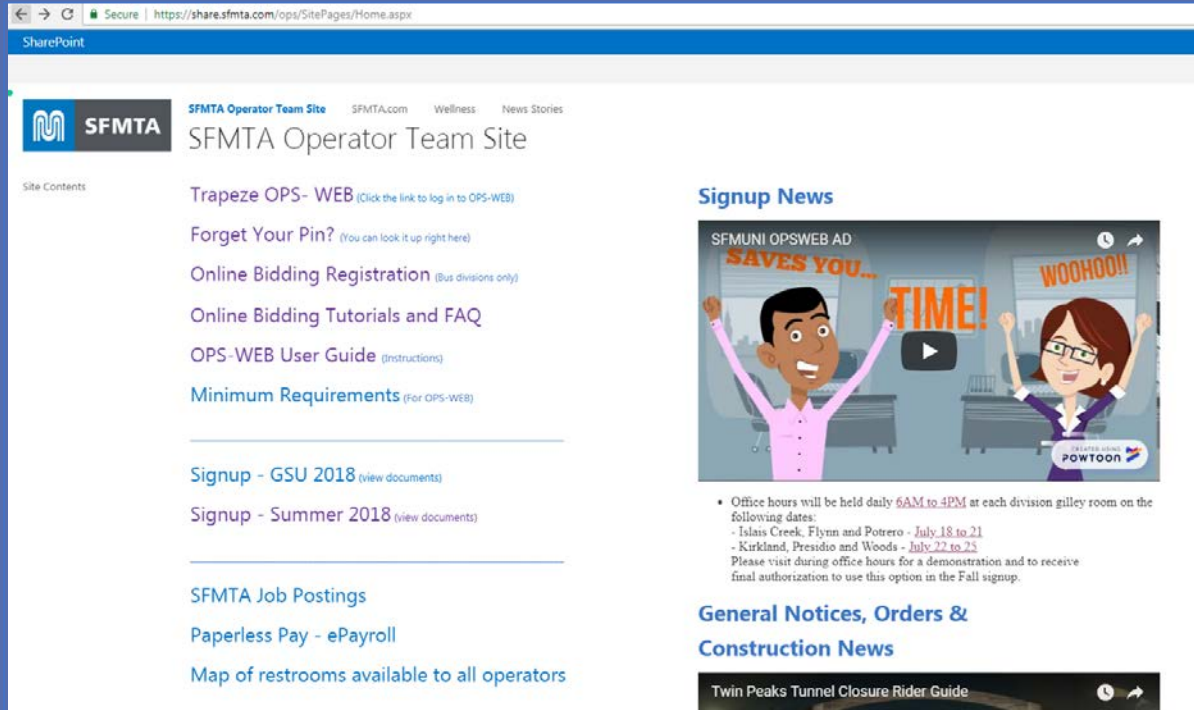 Secure | https://share.sfmta.com/ops/SitePages/Home.aspx
SharePoint
SFMTA
SFMTA Operator Team Site SFMTA.com Wellness News Stories
SFMTA Operator Team Site
Site Contents
Trapeze OPS- WEB (Click the link to log in to OPS-WEB)
Forget Your Pin? (You can look it up right here)
Online Bidding Registration (Bus divisions only)
Online Bidding Tutorials and FAQ
OPS-WEB User Guide (Instructions)
Minimum Requirements (For OPS-WEB)
Signup - GSU 2018 (view documents)
Signup - Summer 2018 (view documents)
SFMTA Job Postings
Paperless Pay - ePayroll
Map of restrooms available to all operators
Signup News
SFMUNI OPSWEB AD
SAVES YOU...
TIME!
WOOHOO!!
CREATED USING
POWTOON
• Office hours will be held daily 6AM to 4PM at each division gilley room on the
following dates:
- Islais Creek, Flynn and Potrero - July 18 to 21
- Kirkland, Presidio and Woods - July 22 to 25
Please visit during office hours for a demonstration and to receive
final authorization to use this option in the Fall signup.
General Notices, Orders &
Construction News
Twin Peaks Tunnel Closure Rider Guide